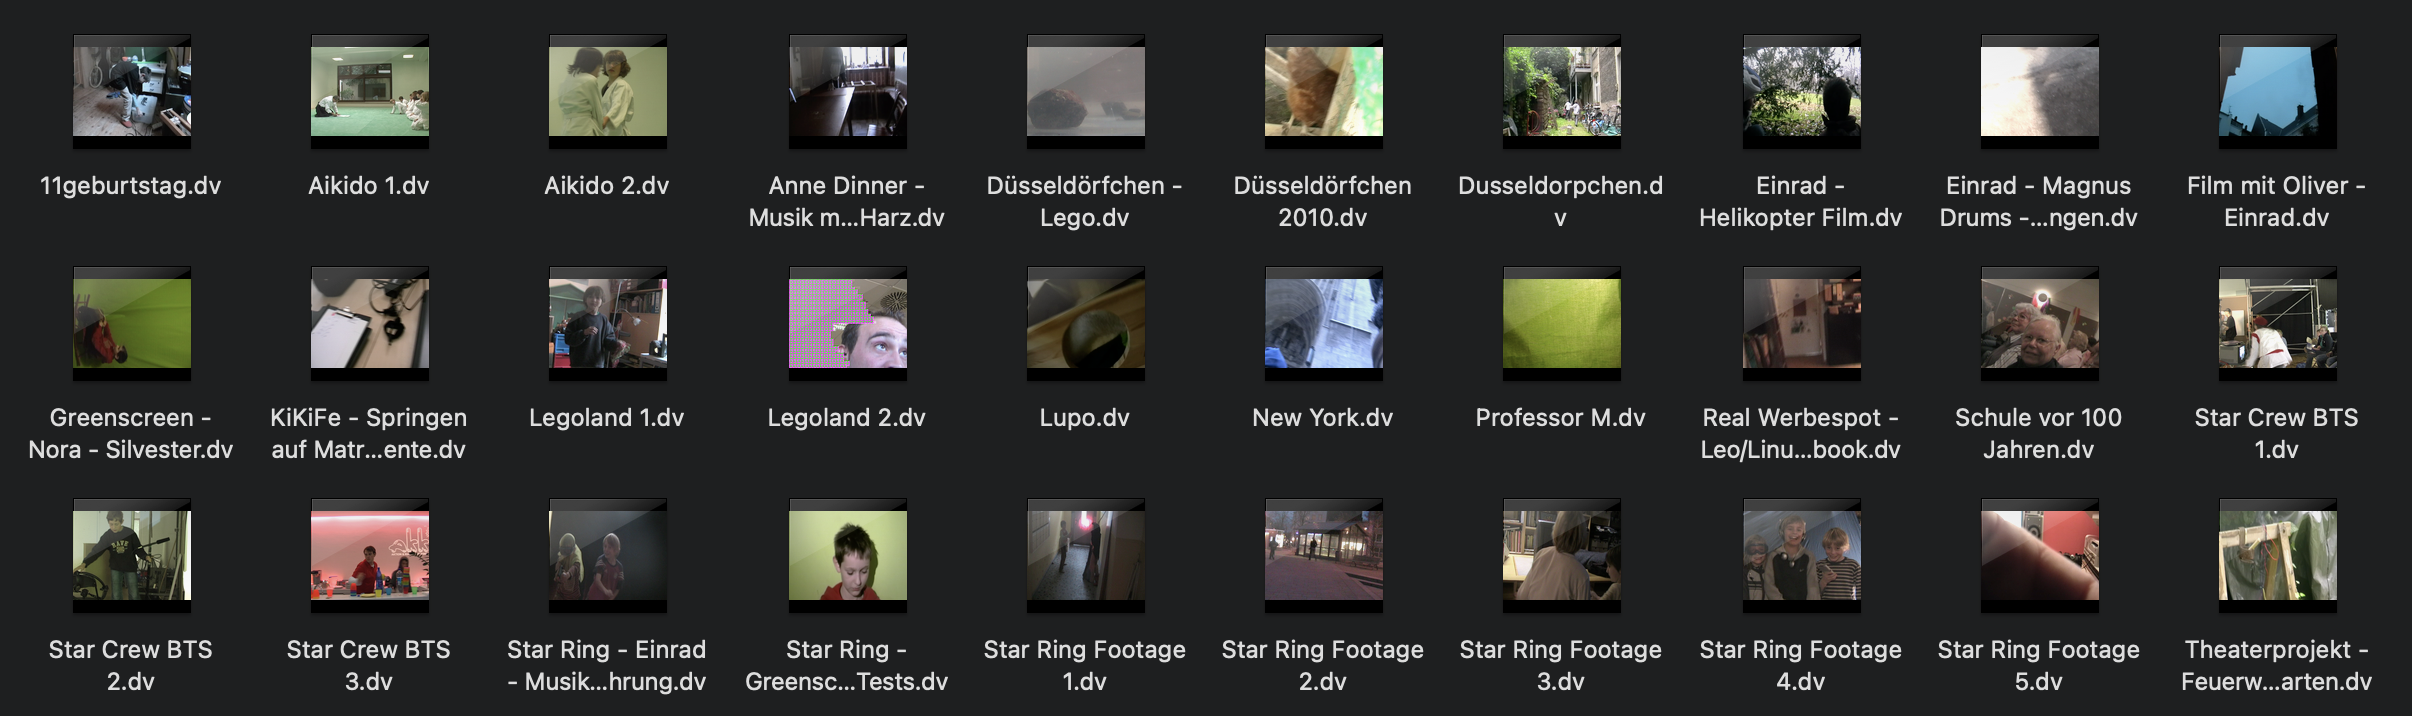 11geburtstag.dv
Aikido 1.dv
Aikido 2.dv
Anne Dinner -
Musik m...Harz.dv
Düsseldörfchen -
Lego.dv
Düsseldörfchen
2010.dv
Dusseldorpchen.d
v
Einrad -
Helikopter Film.dv
Einrad - Magnus
Drums -...ngen.dv
Film mit Oliver -
Einrad.dv
Greenscreen -
Nora - Silvester.dv
KiKiFe - Springen
auf Matr...ente.dv
Legoland 1.dv
Legoland 2.dv
Lupo.dv
New York.dv
Professor M.dv
Real Werbespot -
Leo/Linu...book.dv
Schule vor 100
Jahren.dv
Star Crew BTS
1.dv
Star Crew BTS
2.dv
Star Crew BTS
3.dv
Star Ring - Einrad
- Musik...hrung.dv
Star Ring -
Greensc...Tests.dv
Star Ring Footage
1.dv
Star Ring Footage
2.dv
Star Ring Footage
3.dv
Star Ring Footage
4.dv
Star Ring Footage
5.dv
Theaterprojekt -
Feuerw...arten.dv